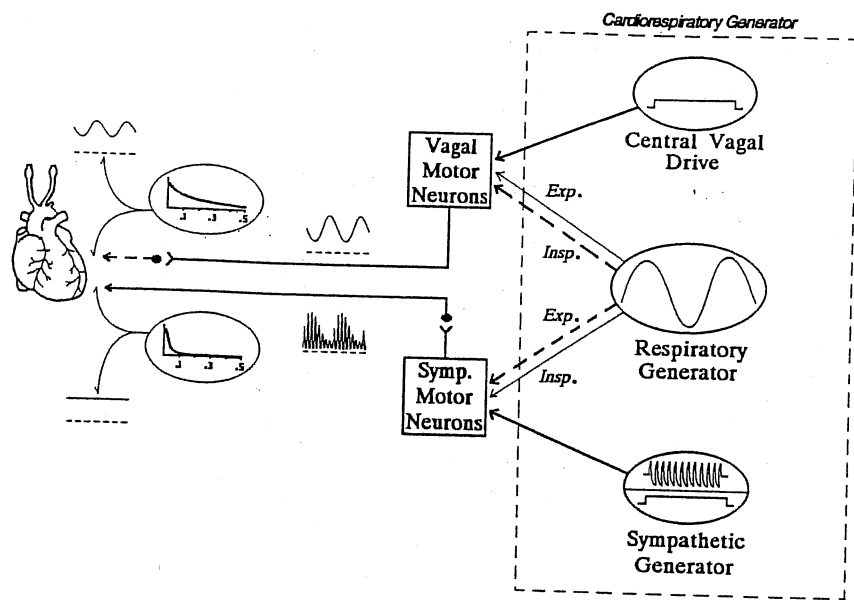 Cardiorespiratory Generator
Central Vagal
Drive
Vagal
Motor
Neurons
Exp.
Insp.
.1 .3 .5
Respiratory
Generator
Exp.
Insp.
.1 .3 .5
Symp.
Motor
Neurons
Sympathetic
Generator